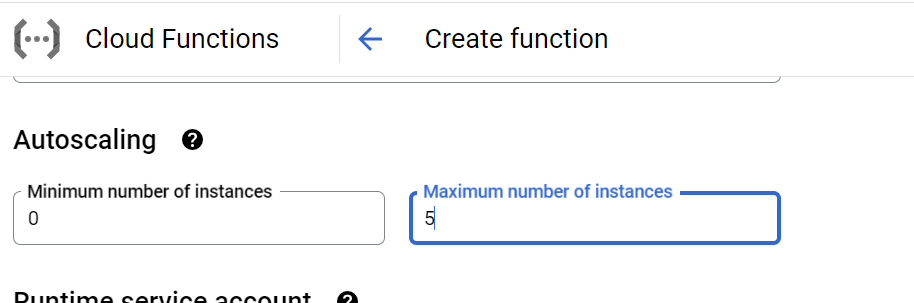 Cloud Functions
Create function
Autoscaling
Minimum number of instances
0
Maximum number of instances
5
Runtime service account